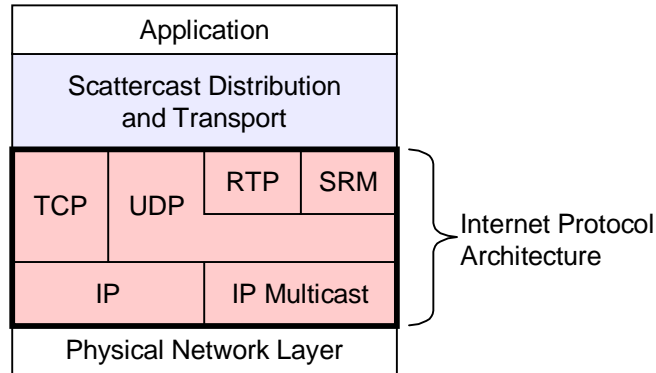 Application
Scattercast Distribution
and Transport
TCP
UDP
RTP
SRM
Internet Protocol
Architecture
IP
IP Multicast
Physical Network Layer